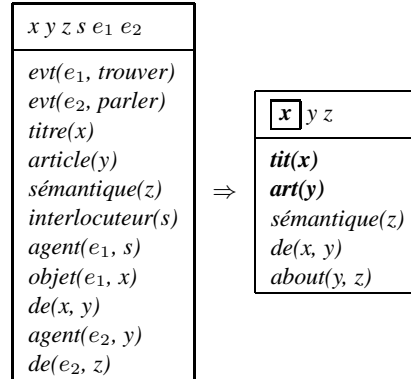 x y z s e₁ e₂
evt(e₁, trouver)
evt(e₂, parler)
titre(x)
article(y)
sémantique(z)
interlocuteur(s)
agent(e₁, s)
objet(e₁, x)
de(x, y)
agent(e₂, y)
de(e₂, z)
⇒
x y z
tit(x)
art(y)
sémantique(z)
de(x, y)
about(y, z)